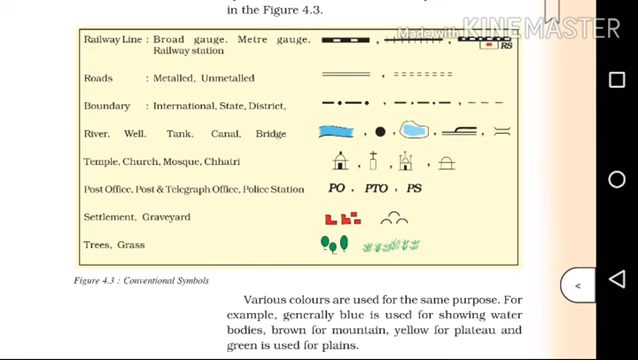 in the Figure 4.3.
Made with KINEMASTER
Railway Line : Broad gauge, Metre gauge,
Railway station
RS
Roads : Metalled, Unmetalled
Boundary : International, State, District,
River, Well, Tank, Canal, Bridge
Temple, Church, Mosque, Chhatri
Post Office, Post & Telegraph Office, Police Station
PO , PTO , PS
Settlement, Graveyard
Trees, Grass
Figure 4.3 : Conventional Symbols
Various colours are used for the same purpose. For
example, generally blue is used for showing water
bodies, brown for mountain, yellow for plateau and
green is used for plains.